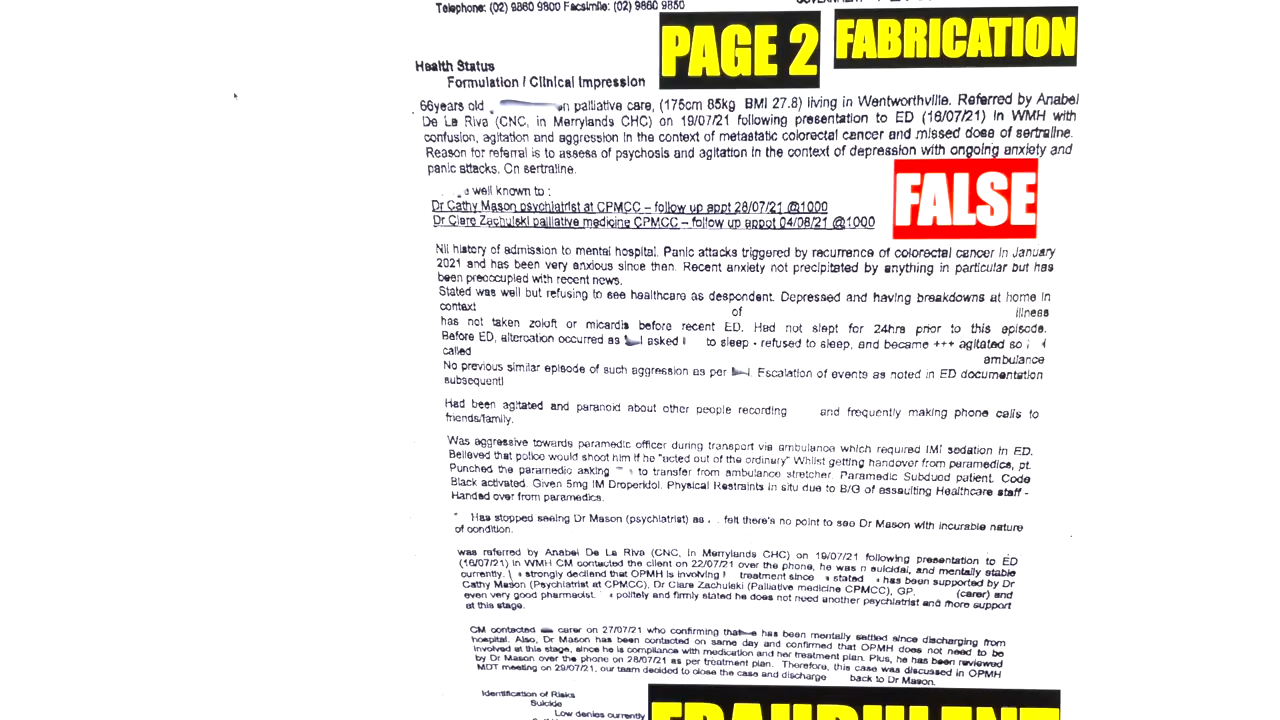 Telephone: (02) 9860 9800 Facsimile: (02) 9860 9850
PAGE 2 FABRICATION
Health Status
Formulation / Clinical Impression
66years old on palliative care, (175cm 85kg BMI 27.8) living in Wentworthville. Referred by Anabel
De La Riva (CNC, in Merrylands CHC) on 19/07/21 following presentation to ED (16/07/21) in WMH with
confusion, agitation and aggression in the context of metastatic colorectal cancer and missed dose of sertraline.
Reason for referral is to assess of psychosis and agitation in the context of depression with ongoing anxiety and
panic attacks. On sertraline.
FALSE
well known to :
Dr Cathy Mason psychiatrist at CPMCC – follow up appt 28/07/21 @1000
Dr Clare Zachulski palliative medicine CPMCC – follow up appot 04/08/21 @1000
Nil history of admission to mental hospital. Panic attacks triggered by recurrence of colorectal cancer in January
2021 and has been very anxious since then. Recent anxiety not precipitated by anything in particular but has
been preoccupied with recent news.
Stated was well but refusing to see healthcare as despondent. Depressed and having breakdowns at home in
context of illness
has not taken zoloft or micardis before recent ED. Had not slept for 24hrs prior to this episode.
Before ED, altercation occurred as asked to sleep - refused to sleep, and became +++ agitated so
called ambulance
No previous similar episode of such aggression as per . Escalation of events as noted in ED documentation
subsequentl
Had been agitated and paranoid about other people recording and frequently making phone calls to
friends/family.
Was aggressive towards paramedic officer during transport via ambulance which required IMI sedation in ED.
Believed that police would shoot him if he "acted out of the ordinary" Whilst getting handover from paramedics, pt.
Punched the paramedic asking to transfer from ambulance stretcher. Paramedic Subdued patient. Code
Black activated. Given 5mg IM Droperidol. Physical Restraints in situ due to B/G of assaulting Healthcare staff -
Handed over from paramedics.
Has stopped seeing Dr Mason (psychiatrist) as felt there's no point to see Dr Mason with incurable nature
of condition.
was referred by Anabel De La Riva (CNC, in Merrylands CHC) on 19/07/21 following presentation to ED
(16/07/21) in WMH CM contacted the client on 22/07/21 over the phone, he was n suicidal, and mentally stable
currently. strongly decliend that OPMH is involving treatment since stated has been supported by Dr
Cathy Mason (Psychiatrist at CPMCC), Dr Clare Zachulski (Palliative medicine CPMCC), GP, (carer) and
even very good pharmacist. politely and firmly stated he does not need another psychiatrist and more support
at this stage.
CM contacted carer on 27/07/21 who confirming that has been mentally settled since discharging from
hospital. Also, Dr Mason has been contacted on same day and confirmed that OPMH does not need to be
involved at this stage, since he is compliance with medication and her treatment plan. Plus, he has been reviewed
by Dr Mason over the phone on 28/07/21 as per treatment plan. Therefore, this case was discussed in OPMH
MDT meeting on 29/07/21, our team decided to close the case and discharge back to Dr Mason.
Identification of Risks
Suicide
Low denies currently
FRAUDULENT